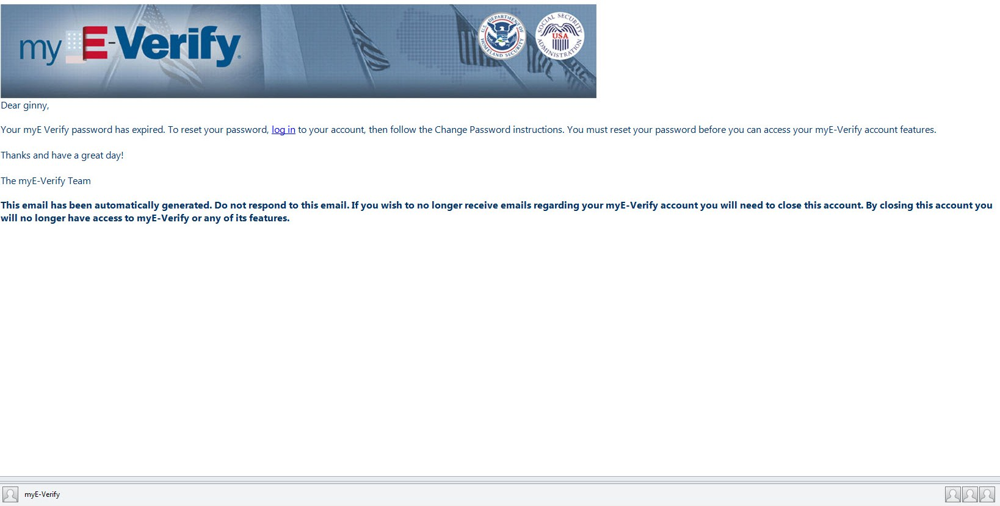 my E-Verify.
U.S. DEPARTMENT OF HOMELAND SECURITY
SOCIAL SECURITY ADMINISTRATION
USA
Dear ginny,
Your myE Verify password has expired. To reset your password, log in to your account, then follow the Change Password instructions. You must reset your password before you can access your myE-Verify account features.
Thanks and have a great day!
The myE-Verify Team
This email has been automatically generated. Do not respond to this email. If you wish to no longer receive emails regarding your myE-Verify account you will need to close this account. By closing this account you
will no longer have access to myE-Verify or any of its features.
myE-Verify